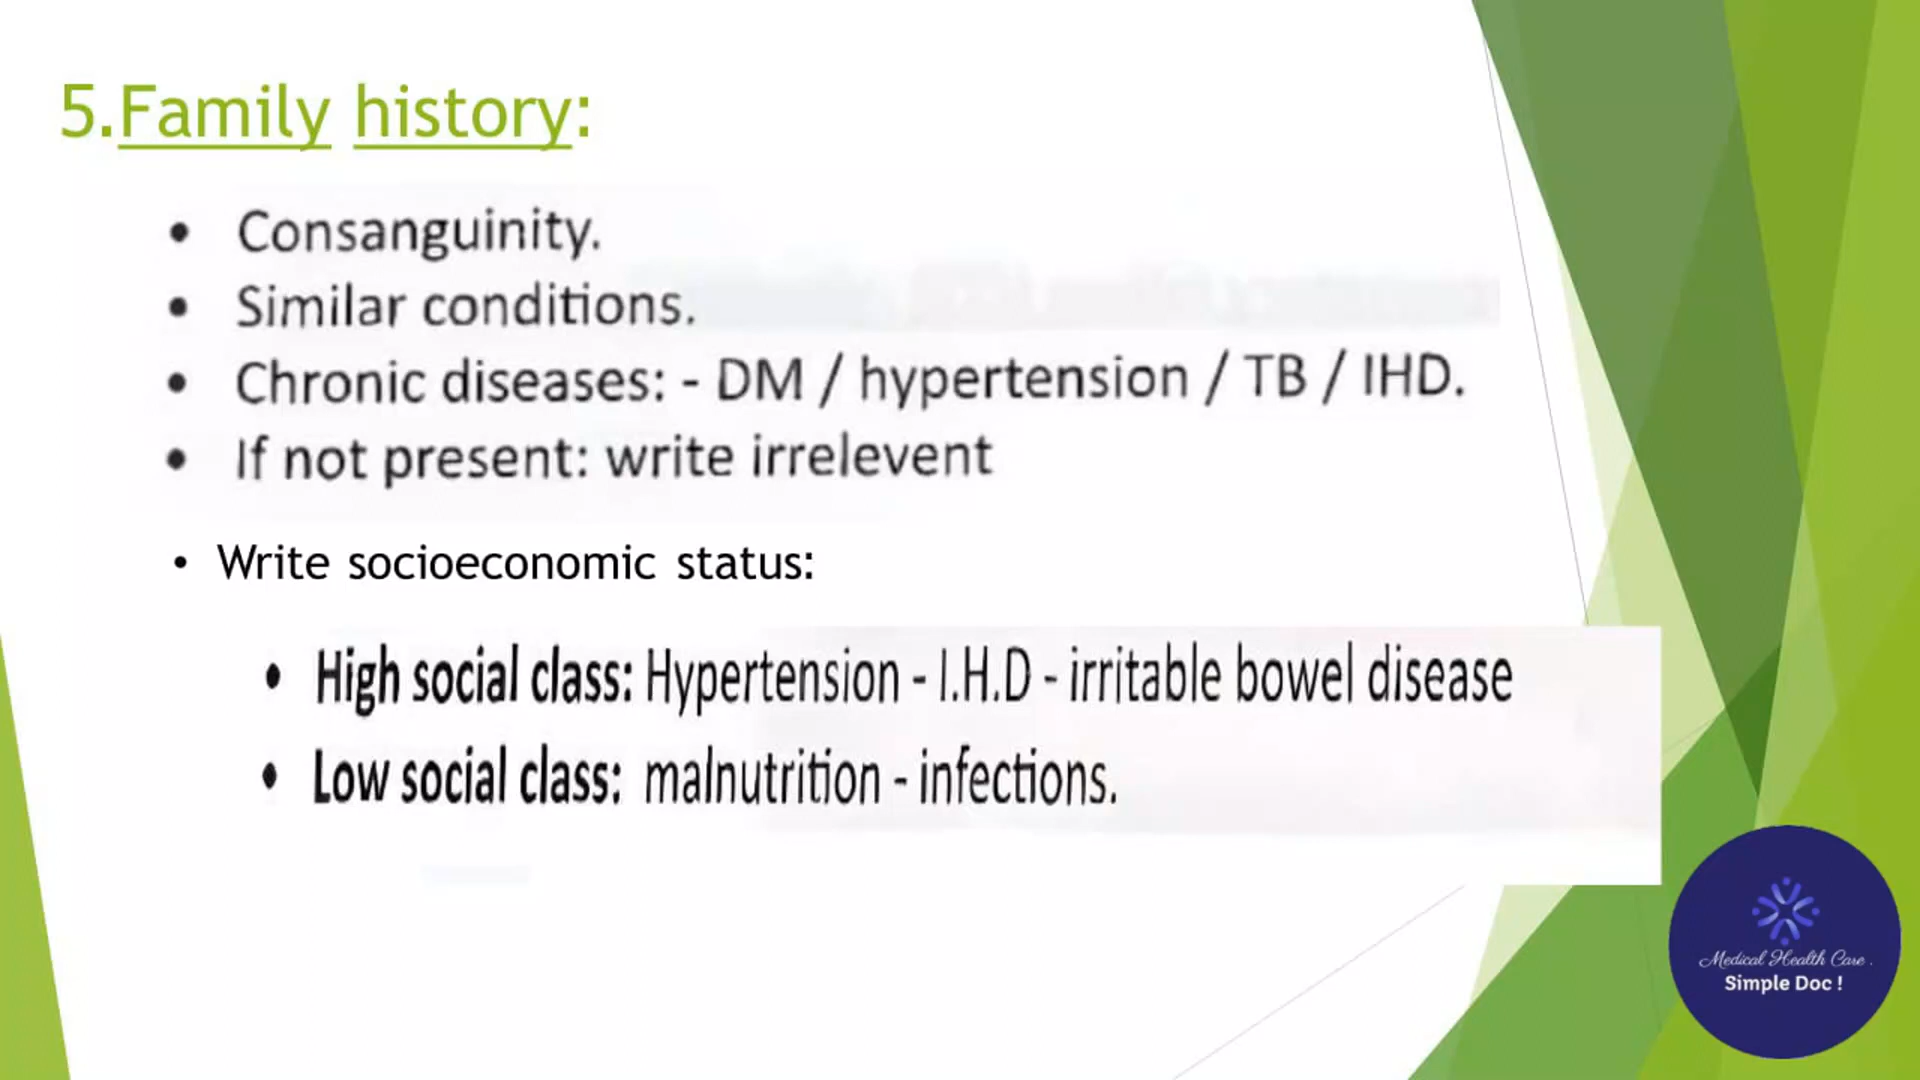 5.Family history:
• Consanguinity.
• Similar conditions.
• Chronic diseases: - DM / hypertension / TB / IHD.
• If not present: write irrelevent
• Write socioeconomic status:
• High social class: Hypertension - I.H.D - irritable bowel disease
• Low social class: malnutrition - infections.
Medical Health Care .
Simple Doc !